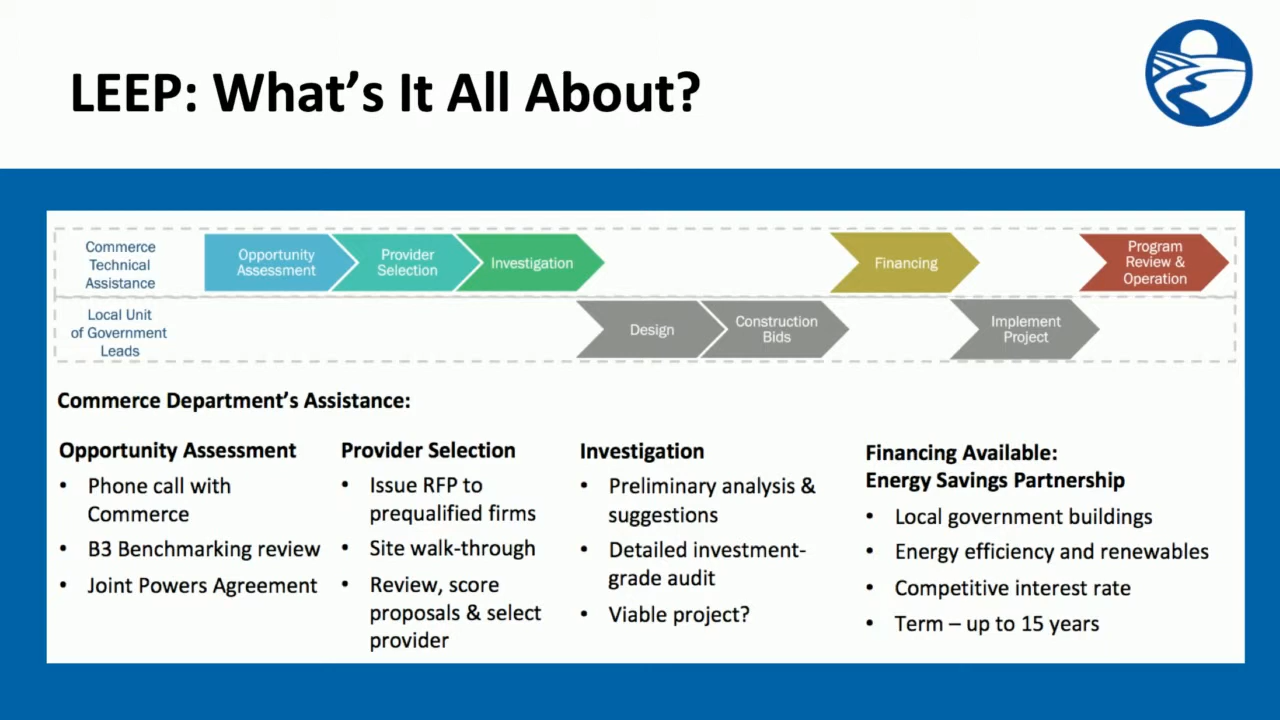 LEEP: What's It All About?
Commerce
Technical
Assistance
Opportunity
Assessment
Provider
Selection
Investigation
Financing
Program
Review &
Operation
Local Unit
of Government
Leads
Design
Construction
Bids
Implement
Project
Commerce Department's Assistance:
Opportunity Assessment
• Phone call with
Commerce
• B3 Benchmarking review
• Joint Powers Agreement
Provider Selection
• Issue RFP to
prequalified firms
• Site walk-through
• Review, score
proposals & select
provider
Investigation
• Preliminary analysis &
suggestions
• Detailed investment-
grade audit
• Viable project?
Financing Available:
Energy Savings Partnership
• Local government buildings
• Energy efficiency and renewables
• Competitive interest rate
• Term – up to 15 years